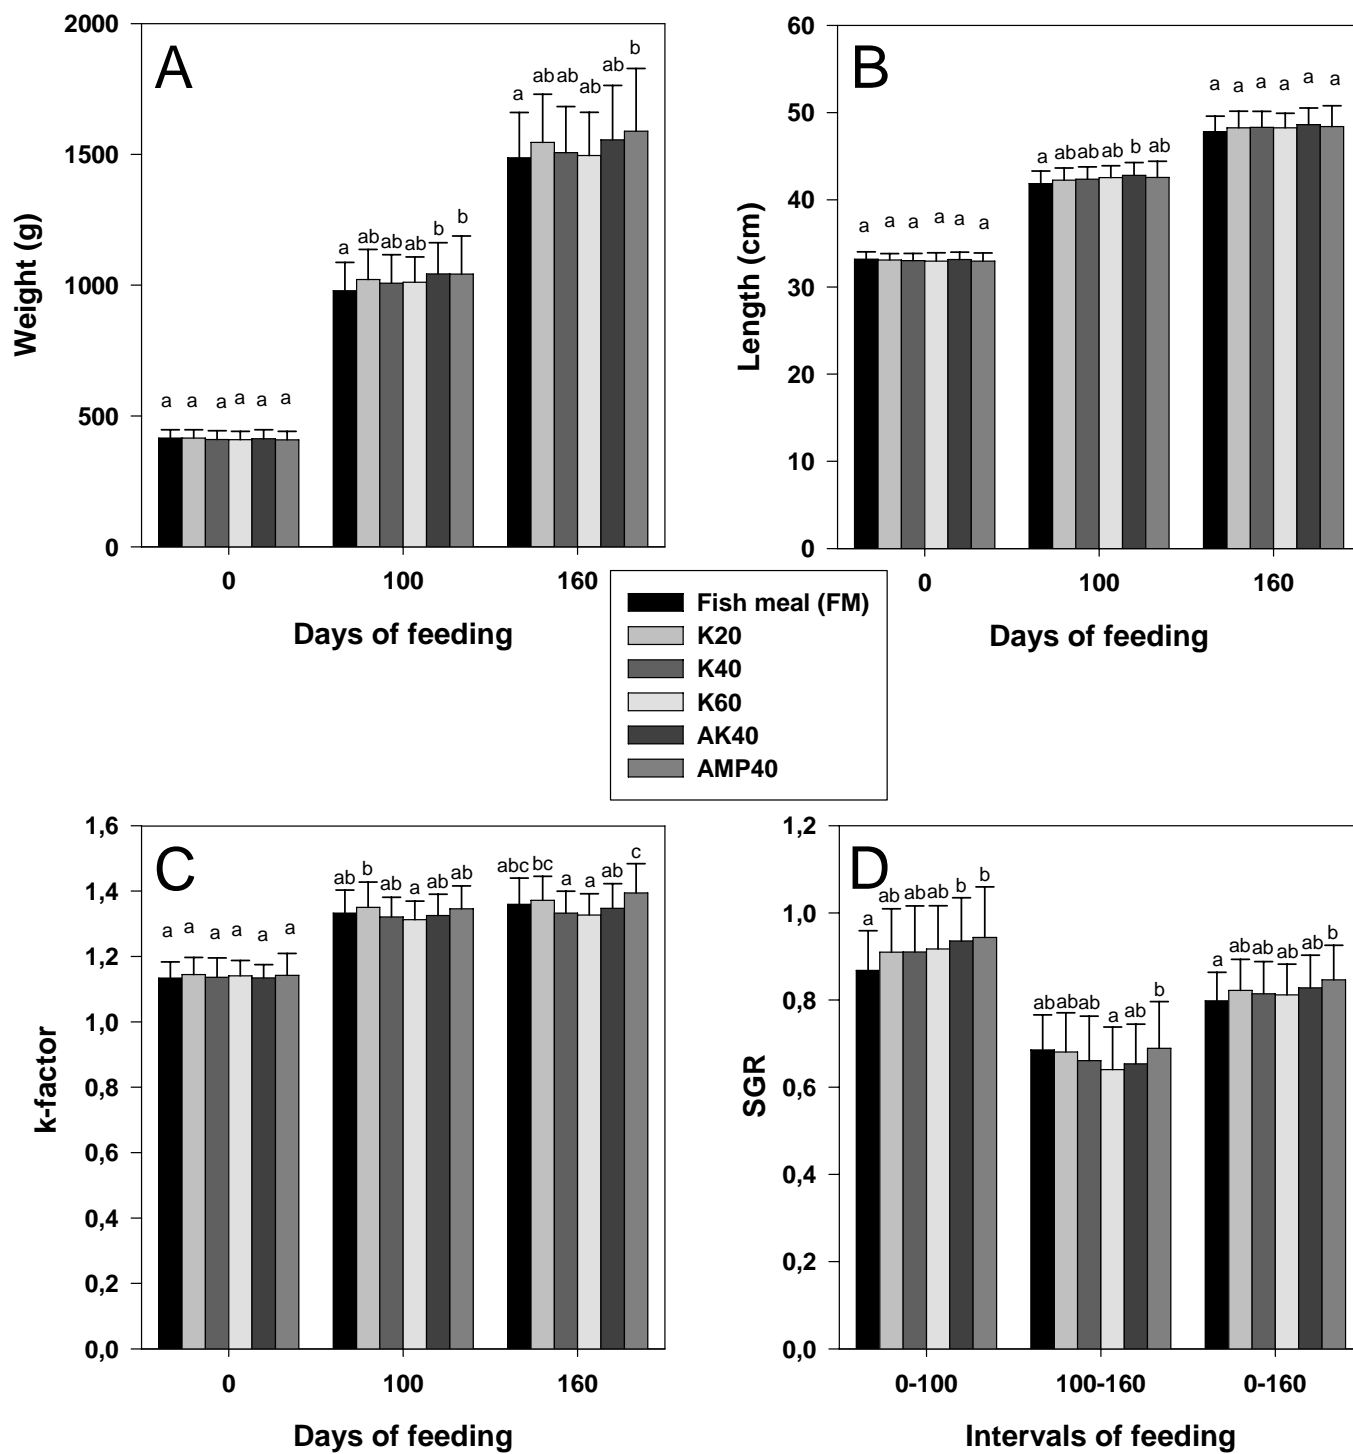 A
2000
1500
1000
500
0
Weight (g)
a a a a a a
a ab ab ab b b
a ab ab ab ab b
0 100 160
Days of feeding
B
60
50
40
30
20
10
0
Length (cm)
a a a a a a
a ab ab ab b ab
a a a a a a
0 100 160
Days of feeding
Fish meal (FM)
K20
K40
K60
AK40
AMP40
C
1,6
1,4
1,2
1,0
0,8
0,6
0,4
0,2
0,0
k-factor
a a a a a a
ab b ab a ab ab
abc bc a a ab c
0 100 160
Days of feeding
D
1,2
1,0
0,8
0,6
0,4
0,2
0,0
SGR
a ab ab ab b b
ab ab ab a ab b
a ab ab ab ab b
0-100 100-160 0-160
Intervals of feeding